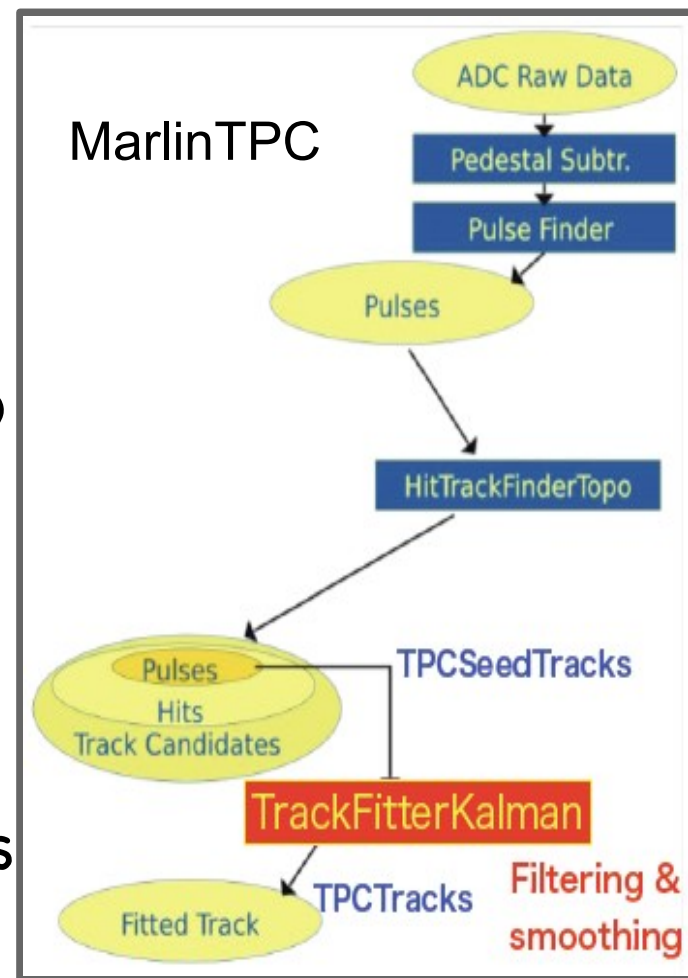 MarlinTPC
ADC Raw Data
Pedestal Subtr.
Pulse Finder
Pulses
HitTrackFinderTopo
Pulses
Hits
Track Candidates
TPCSeedTracks
TrackFitterKalman
TPCTracks
Filtering &
smoothing
Fitted Track